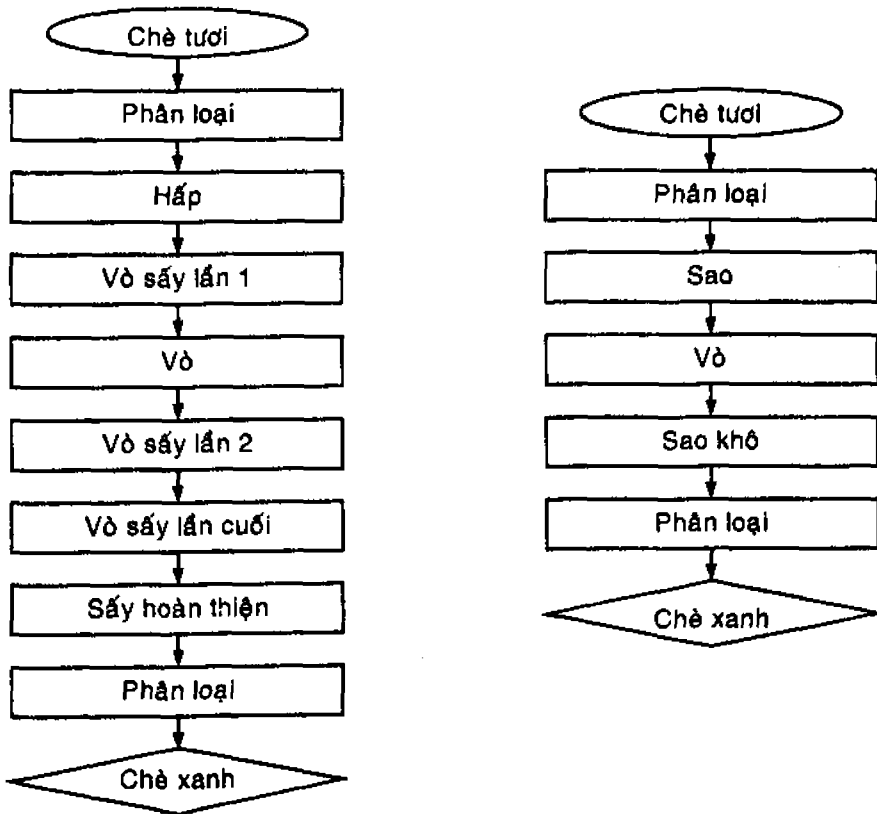 Chè tươi
Phân loại
Hấp
Vò sấy lần 1
Vò
Vò sấy lần 2
Vò sấy lần cuối
Sấy hoàn thiện
Phân loại
Chè xanh
Chè tươi
Phân loại
Sao
Vò
Sao khô
Phân loại
Chè xanh